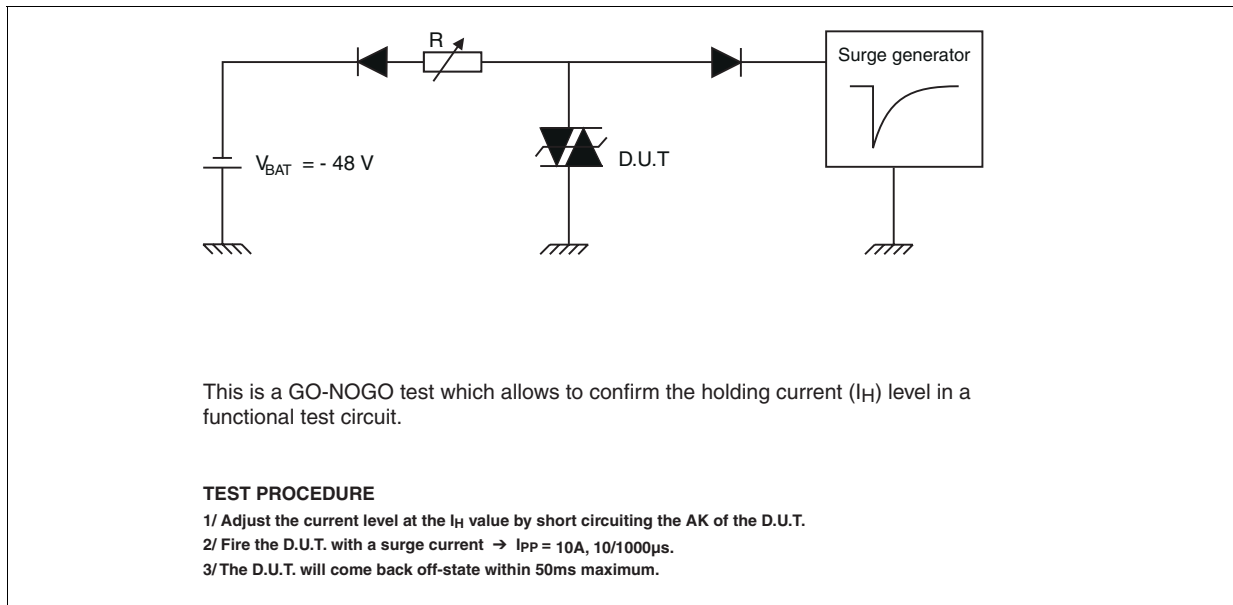 R
Surge generator
V_BAT = - 48 V
D.U.T
This is a GO-NOGO test which allows to confirm the holding current (I_H) level in a
functional test circuit.
TEST PROCEDURE
1/ Adjust the current level at the I_H value by short circuiting the AK of the D.U.T.
2/ Fire the D.U.T. with a surge current → I_PP = 10A, 10/1000µs.
3/ The D.U.T. will come back off-state within 50ms maximum.